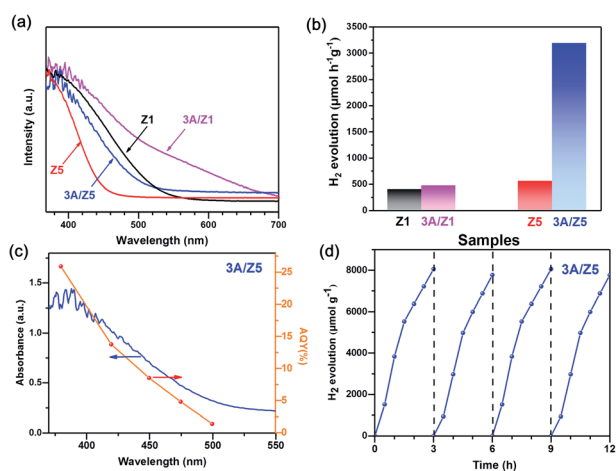 (a)
Intensity (a.u.)
Z5
3A/Z5
Z1
3A/Z1
400 500 600 700
Wavelength (nm)
(b)
H₂ evolution (μmol h⁻¹g⁻¹)
3500
3000
2500
2000
1500
1000
500
0
Z1 3A/Z1 Z5 3A/Z5
Samples
(c)
3A/Z5
Absorbance (a.u.)
1.5
1.0
0.5
0.0
25
20
15
10
5
0
AQY(%)
400 450 500 550
Wavelength (nm)
(d)
3A/Z5
H₂ evolution (μmol g⁻¹)
8000
6000
4000
2000
0
0 3 6 9 12
Time (h)